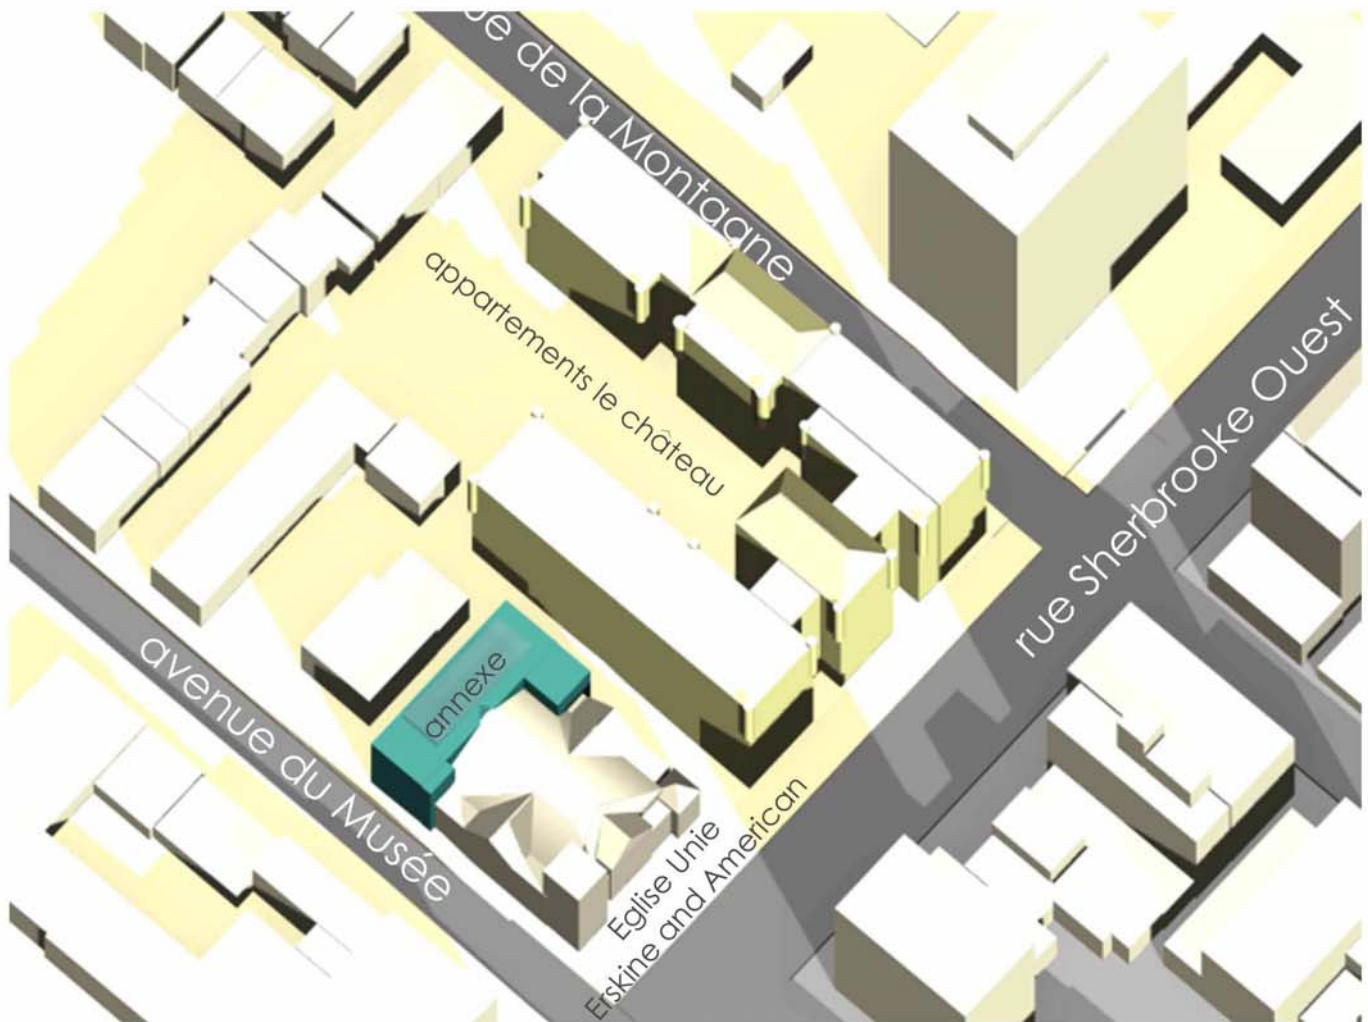 rue de la Montagne
appartements le château
rue Sherbrooke Ouest
annexe
avenue du Musée
Eglise Unie
Erskine and American